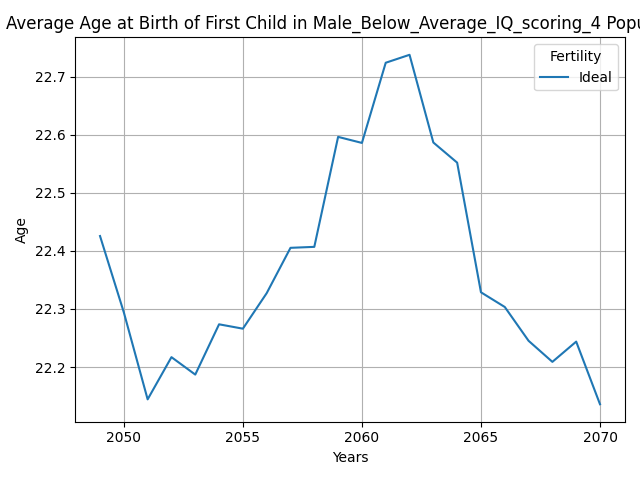 Average Age at Birth of First Child in Male_Below_Average_IQ_scoring_4 Popu
Fertility
Ideal
22.7
22.6
22.5
22.4
22.3
22.2
Age
2050 2055 2060 2065 2070
Years